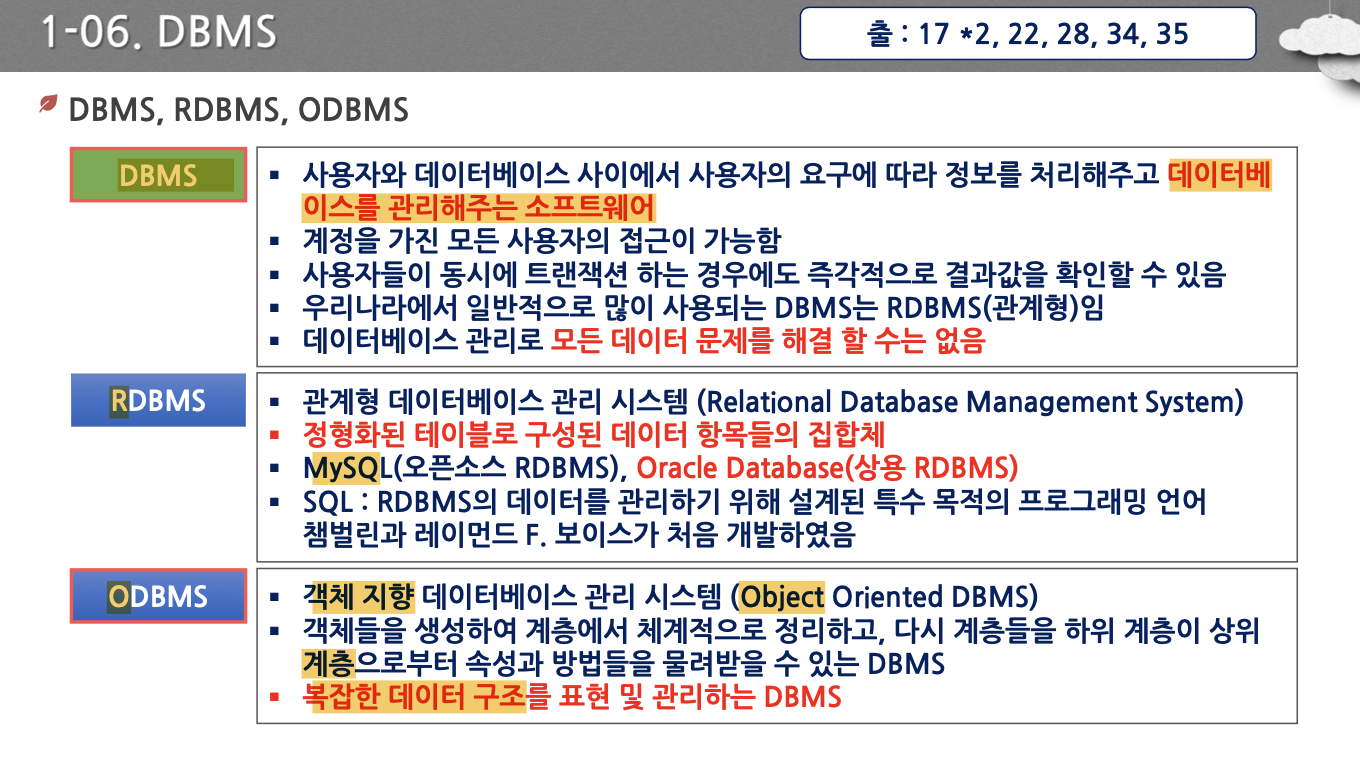 1-06. DBMS
출 : 17 *2, 22, 28, 34, 35
DBMS, RDBMS, ODBMS
DBMS
▪ 사용자와 데이터베이스 사이에서 사용자의 요구에 따라 정보를 처리해주고 데이터베
이스를 관리해주는 소프트웨어
▪ 계정을 가진 모든 사용자의 접근이 가능함
▪ 사용자들이 동시에 트랜잭션 하는 경우에도 즉각적으로 결과값을 확인할 수 있음
▪ 우리나라에서 일반적으로 많이 사용되는 DBMS는 RDBMS(관계형)임
▪ 데이터베이스 관리로 모든 데이터 문제를 해결 할 수는 없음
RDBMS
▪ 관계형 데이터베이스 관리 시스템 (Relational Database Management System)
▪ 정형화된 테이블로 구성된 데이터 항목들의 집합체
▪ MySQL(오픈소스 RDBMS), Oracle Database(상용 RDBMS)
▪ SQL : RDBMS의 데이터를 관리하기 위해 설계된 특수 목적의 프로그래밍 언어
챔벌린과 레이먼드 F. 보이스가 처음 개발하였음
ODBMS
▪ 객체 지향 데이터베이스 관리 시스템 (Object Oriented DBMS)
▪ 객체들을 생성하여 계층에서 체계적으로 정리하고, 다시 계층들을 하위 계층이 상위
계층으로부터 속성과 방법들을 물려받을 수 있는 DBMS
▪ 복잡한 데이터 구조를 표현 및 관리하는 DBMS